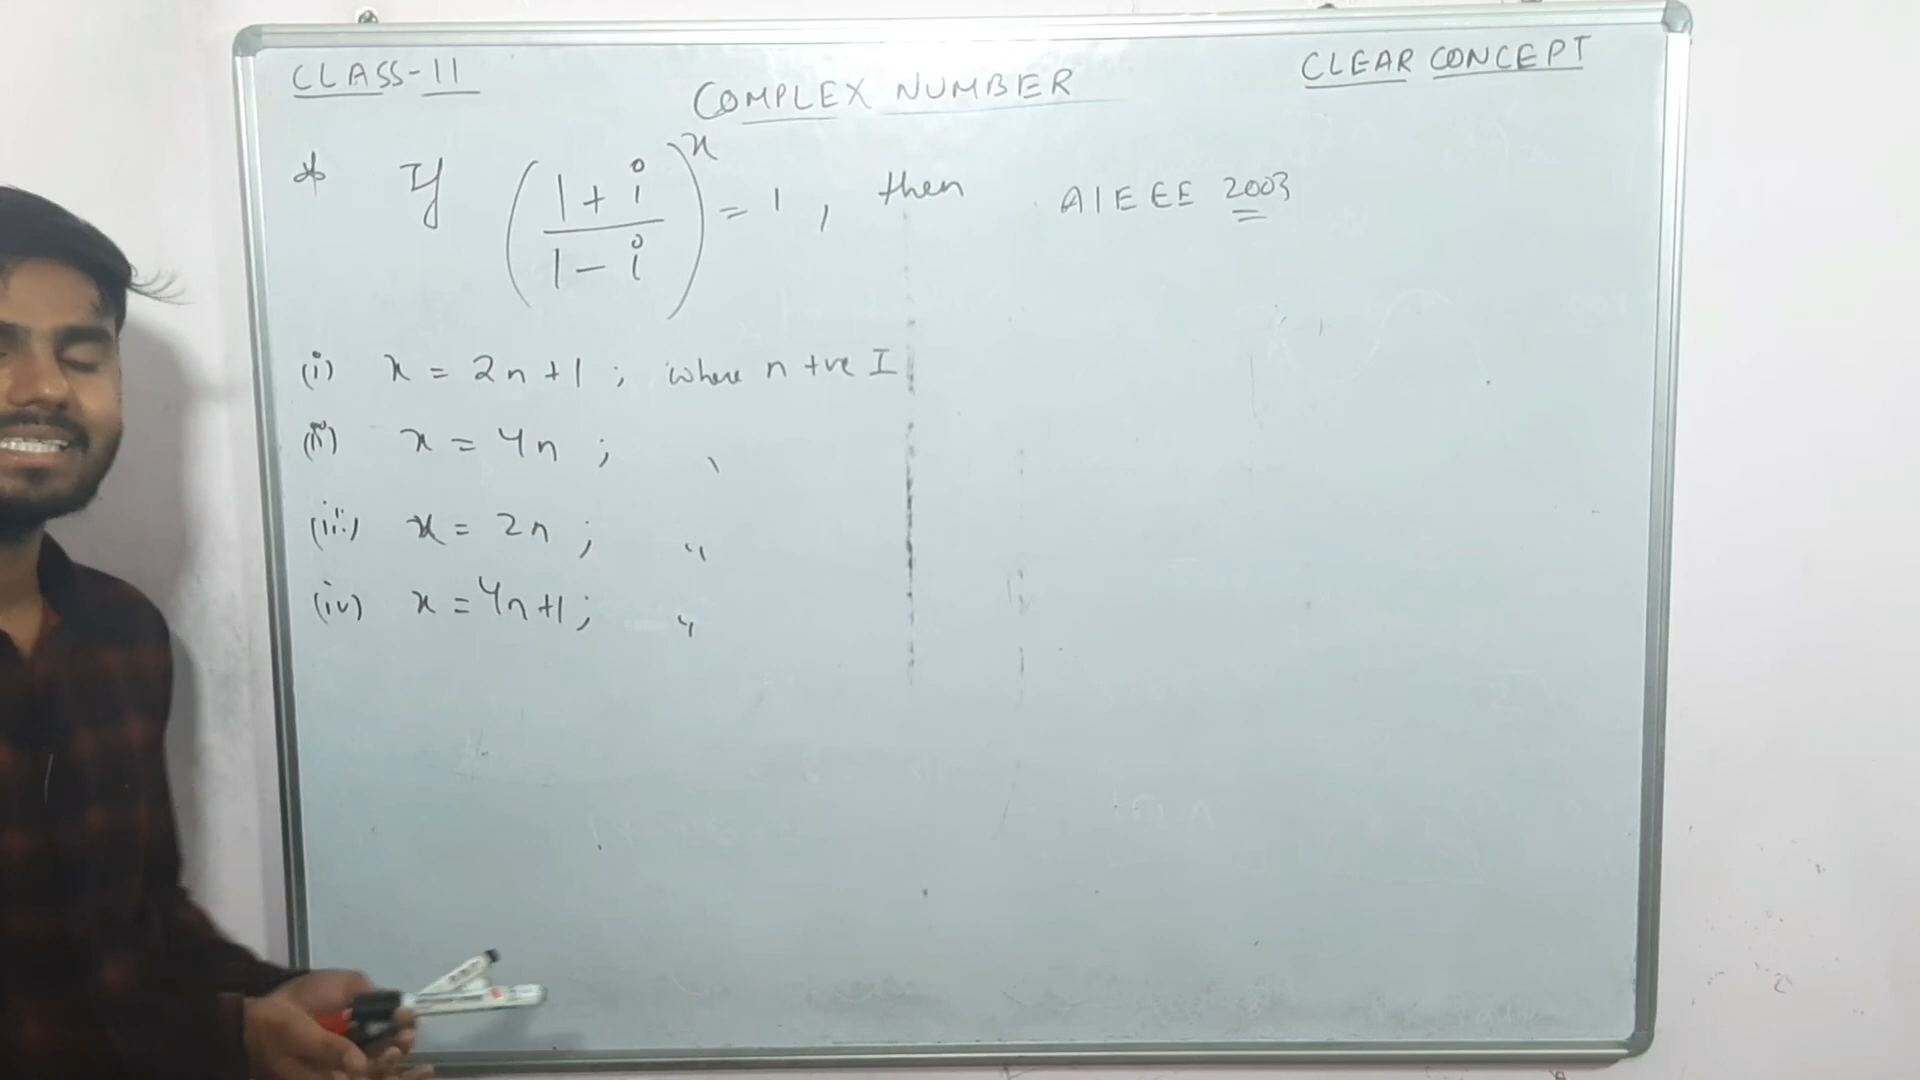 CLASS-11
COMPLEX NUMBER
CLEAR CONCEPT
* If ((1+i)/(1-i))^x = 1, then AIEEE 2003
(i) x = 2n+1 ; where n +ve I
(ii) x = 4n ; "
(iii) x = 2n ; "
(iv) x = 4n+1 ; "